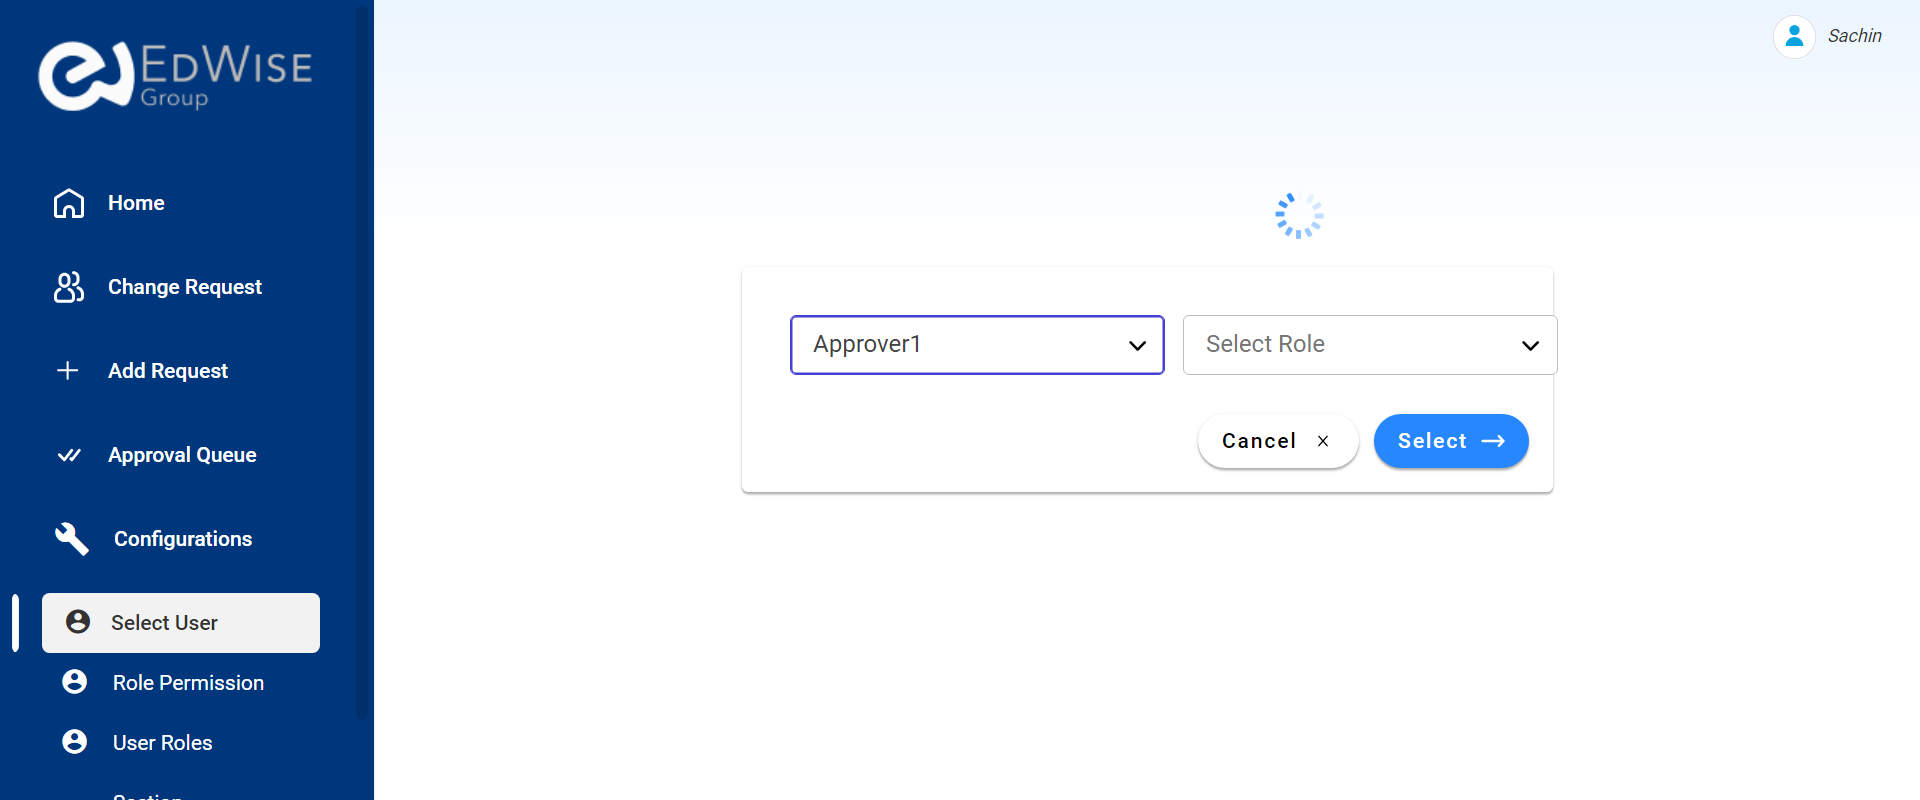 EDWISE
Group
Sachin
Home
Change Request
Add Request
Approval Queue
Configurations
Select User
Role Permission
User Roles
Section
Approver1
Select Role
Cancel
Select